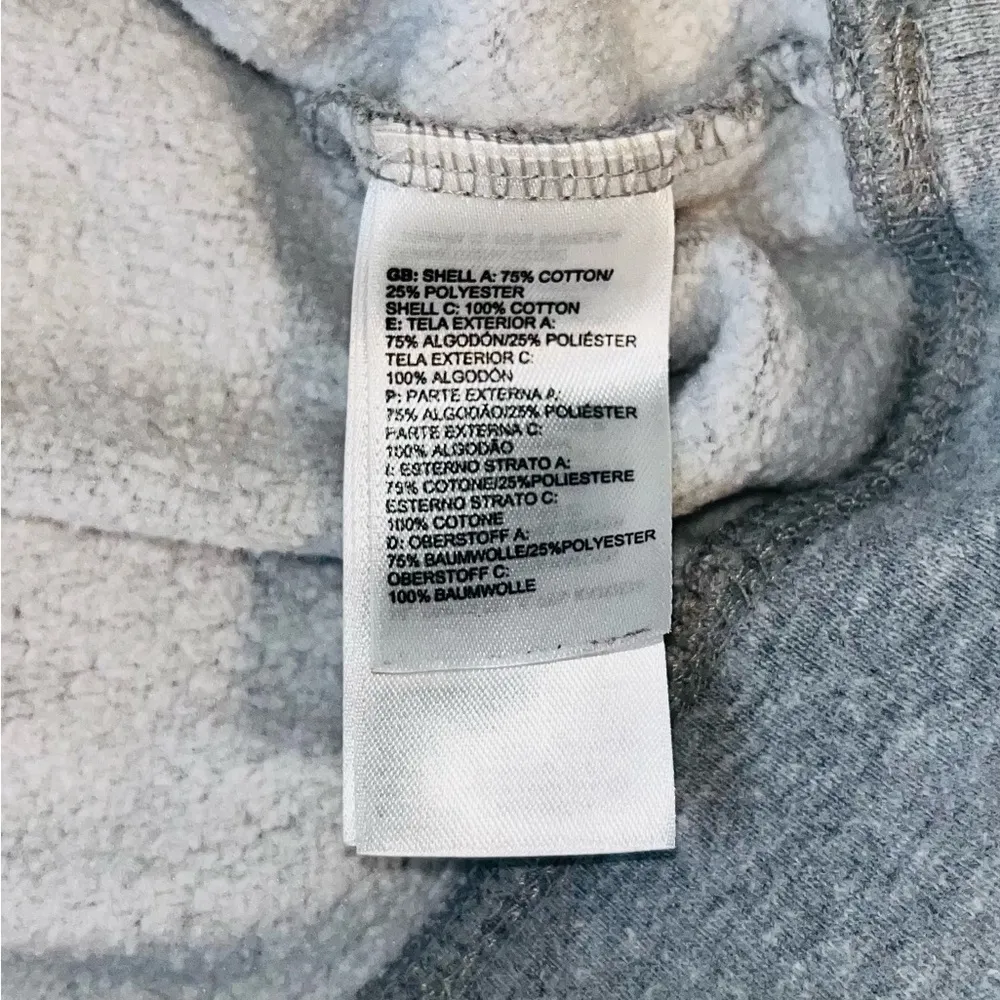 GB: SHELL A: 75% COTTON/
25% POLYESTER
SHELL C: 100% COTTON
E: TELA EXTERIOR A:
75% ALGODÓN/25% POLIÉSTER
TELA EXTERIOR C:
100% ALGODÓN
P: PARTE EXTERNA A:
75% ALGODÃO/25% POLIÉSTER
PARTE EXTERNA C:
100% ALGODÃO
I: ESTERNO STRATO A:
75% COTONE/25%POLIESTERE
ESTERNO STRATO C:
100% COTONE
D: OBERSTOFF A:
75% BAUMWOLLE/25%POLYESTER
OBERSTOFF C:
100% BAUMWOLLE